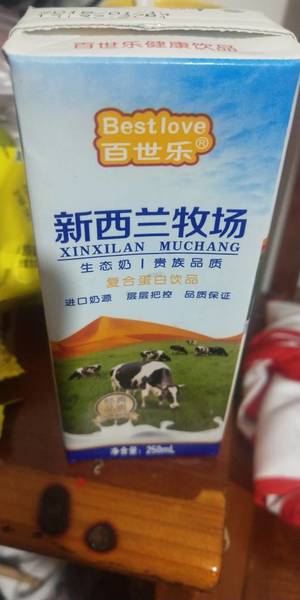 百世乐健康饮品
Bestlove
百世乐®
新西兰牧场
XINXILAN MUCHANG
生态奶 | 贵族品质
复合蛋白饮品
进口奶源 层层把控 品质保证
净含量：250mL